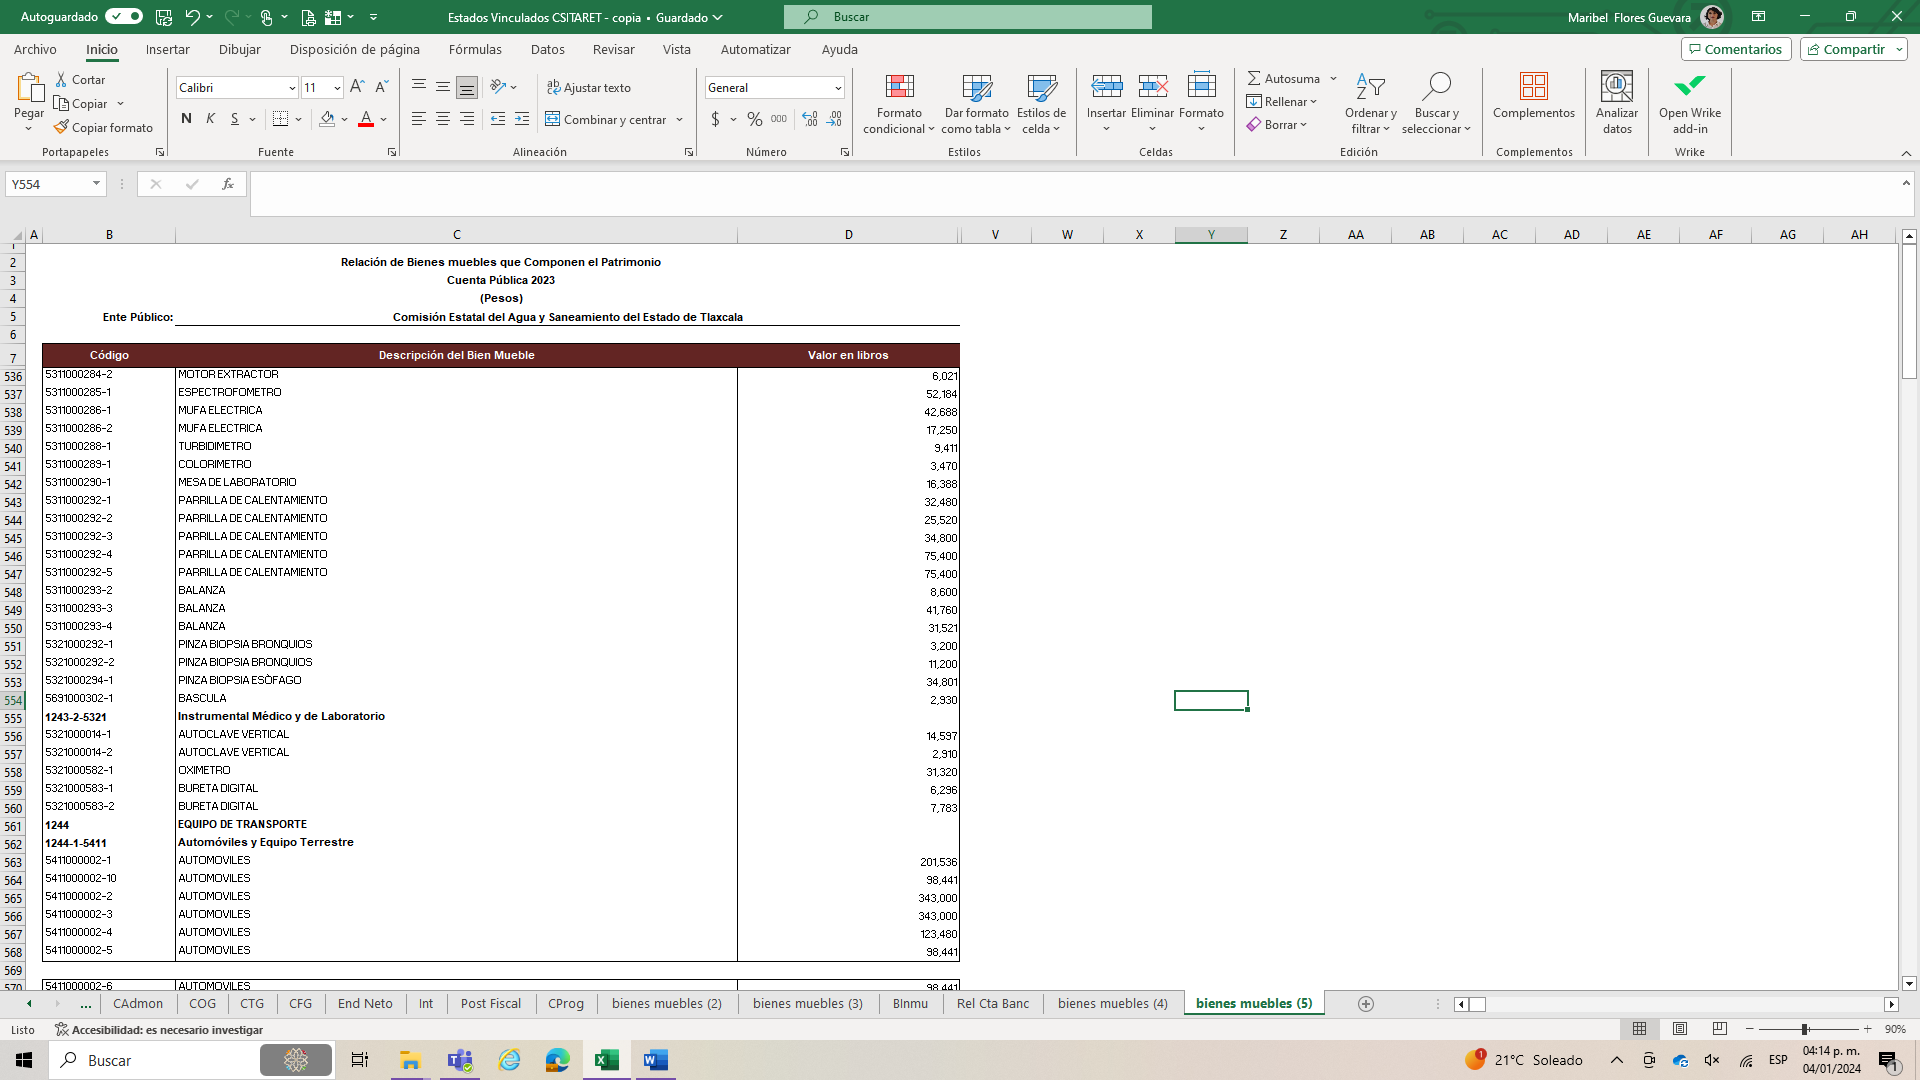 Autoguardado
Estados Vinculados CSITARET - copia • Guardado
Buscar
Maribel Flores Guevara
Archivo Inicio Insertar Dibujar Disposición de página Fórmulas Datos Revisar Vista Automatizar Ayuda
Comentarios Compartir
Pegar
Cortar
Copiar
Copiar formato
Portapapeles
Calibri 11
N K S
Fuente
Ajustar texto
Combinar y centrar
Alineación
General
$ % 000
Número
Formato condicional
Dar formato como tabla
Estilos de celda
Estilos
Insertar Eliminar Formato
Celdas
Autosuma
Rellenar
Borrar
Ordenar y filtrar
Buscar y seleccionar
Edición
Complementos
Complementos
Analizar datos
Open Wrike add-in
Wrike
Y554
fx
A B C D V W X Y Z AA AB AC AD AE AF AG AH
2 Relación de Bienes muebles que Componen el Patrimonio
3 Cuenta Pública 2023
4 (Pesos)
5 Ente Público: Comisión Estatal del Agua y Saneamiento del Estado de Tlaxcala
6
7 Código Descripción del Bien Mueble Valor en libros
536 5311000284-2 MOTOR EXTRACTOR 6,021
537 5311000285-1 ESPECTROFOMETRO 52,184
538 5311000286-1 MUFA ELECTRICA 42,688
539 5311000286-2 MUFA ELECTRICA 17,250
540 5311000288-1 TURBIDIMETRO 9,411
541 5311000289-1 COLORIMETRO 3,470
542 5311000290-1 MESA DE LABORATORIO 16,388
543 5311000292-1 PARRILLA DE CALENTAMIENTO 32,480
544 5311000292-2 PARRILLA DE CALENTAMIENTO 25,520
545 5311000292-3 PARRILLA DE CALENTAMIENTO 34,800
546 5311000292-4 PARRILLA DE CALENTAMIENTO 75,400
547 5311000292-5 PARRILLA DE CALENTAMIENTO 75,400
548 5311000293-2 BALANZA 8,600
549 5311000293-3 BALANZA 41,760
550 5311000293-4 BALANZA 31,521
551 5321000292-1 PINZA BIOPSIA BRONQUIOS 3,200
552 5321000292-2 PINZA BIOPSIA BRONQUIOS 11,200
553 5321000294-1 PINZA BIOPSIA ESÒFAGO 34,801
554 5691000302-1 BASCULA 2,930
555 1243-2-5321 Instrumental Médico y de Laboratorio
556 5321000014-1 AUTOCLAVE VERTICAL 14,597
557 5321000014-2 AUTOCLAVE VERTICAL 2,910
558 5321000582-1 OXIMETRO 31,320
559 5321000583-1 BURETA DIGITAL 6,296
560 5321000583-2 BURETA DIGITAL 7,783
561 1244 EQUIPO DE TRANSPORTE
562 1244-1-5411 Automóviles y Equipo Terrestre
563 5411000002-1 AUTOMOVILES 201,536
564 5411000002-10 AUTOMOVILES 98,441
565 5411000002-2 AUTOMOVILES 343,000
566 5411000002-3 AUTOMOVILES 343,000
567 5411000002-4 AUTOMOVILES 123,480
568 5411000002-5 AUTOMOVILES 98,441
569
570 5411000002-6 AUTOMOVILES 98,441
... CAdmon COG CTG CFG End Neto Int Post Fiscal CProg bienes muebles (2) bienes muebles (3) BInmu Rel Cta Banc bienes muebles (4) bienes muebles (5)
Listo Accesibilidad: es necesario investigar 90%
Buscar
1 21°C Soleado ESP 04:14 p. m.
04/01/2024
1